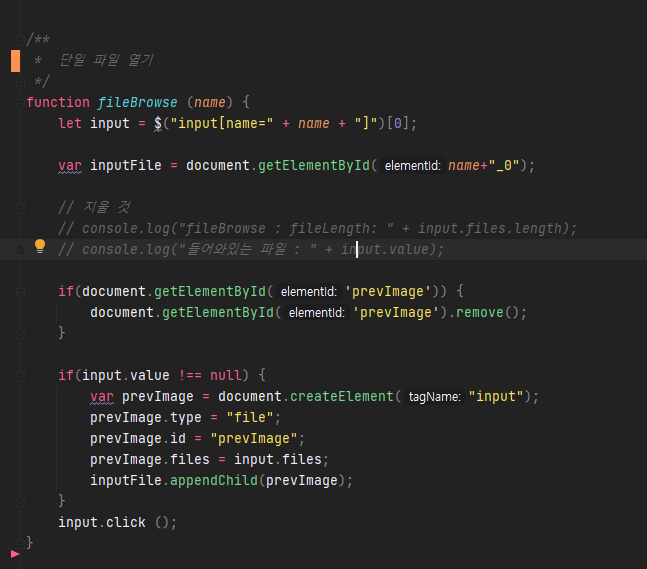 /**
 *  단일 파일 열기
 */
function fileBrowse (name) {
    let input = $("input[name=" + name + "]")[0];
    var inputFile = document.getElementById( elementId: name+"_0");
    // 지울 것
    // console.log("fileBrowse : fileLength: " + input.files.length);
    // console.log("들어와있는 파일 : " + input.value);
    if(document.getElementById( elementId: 'prevImage')) {
        document.getElementById( elementId: 'prevImage').remove();
    }
    if(input.value !== null) {
        var prevImage = document.createElement( tagName: "input");
        prevImage.type = "file";
        prevImage.id = "prevImage";
        prevImage.files = input.files;
        inputFile.appendChild(prevImage);
    }
    input.click ();
}